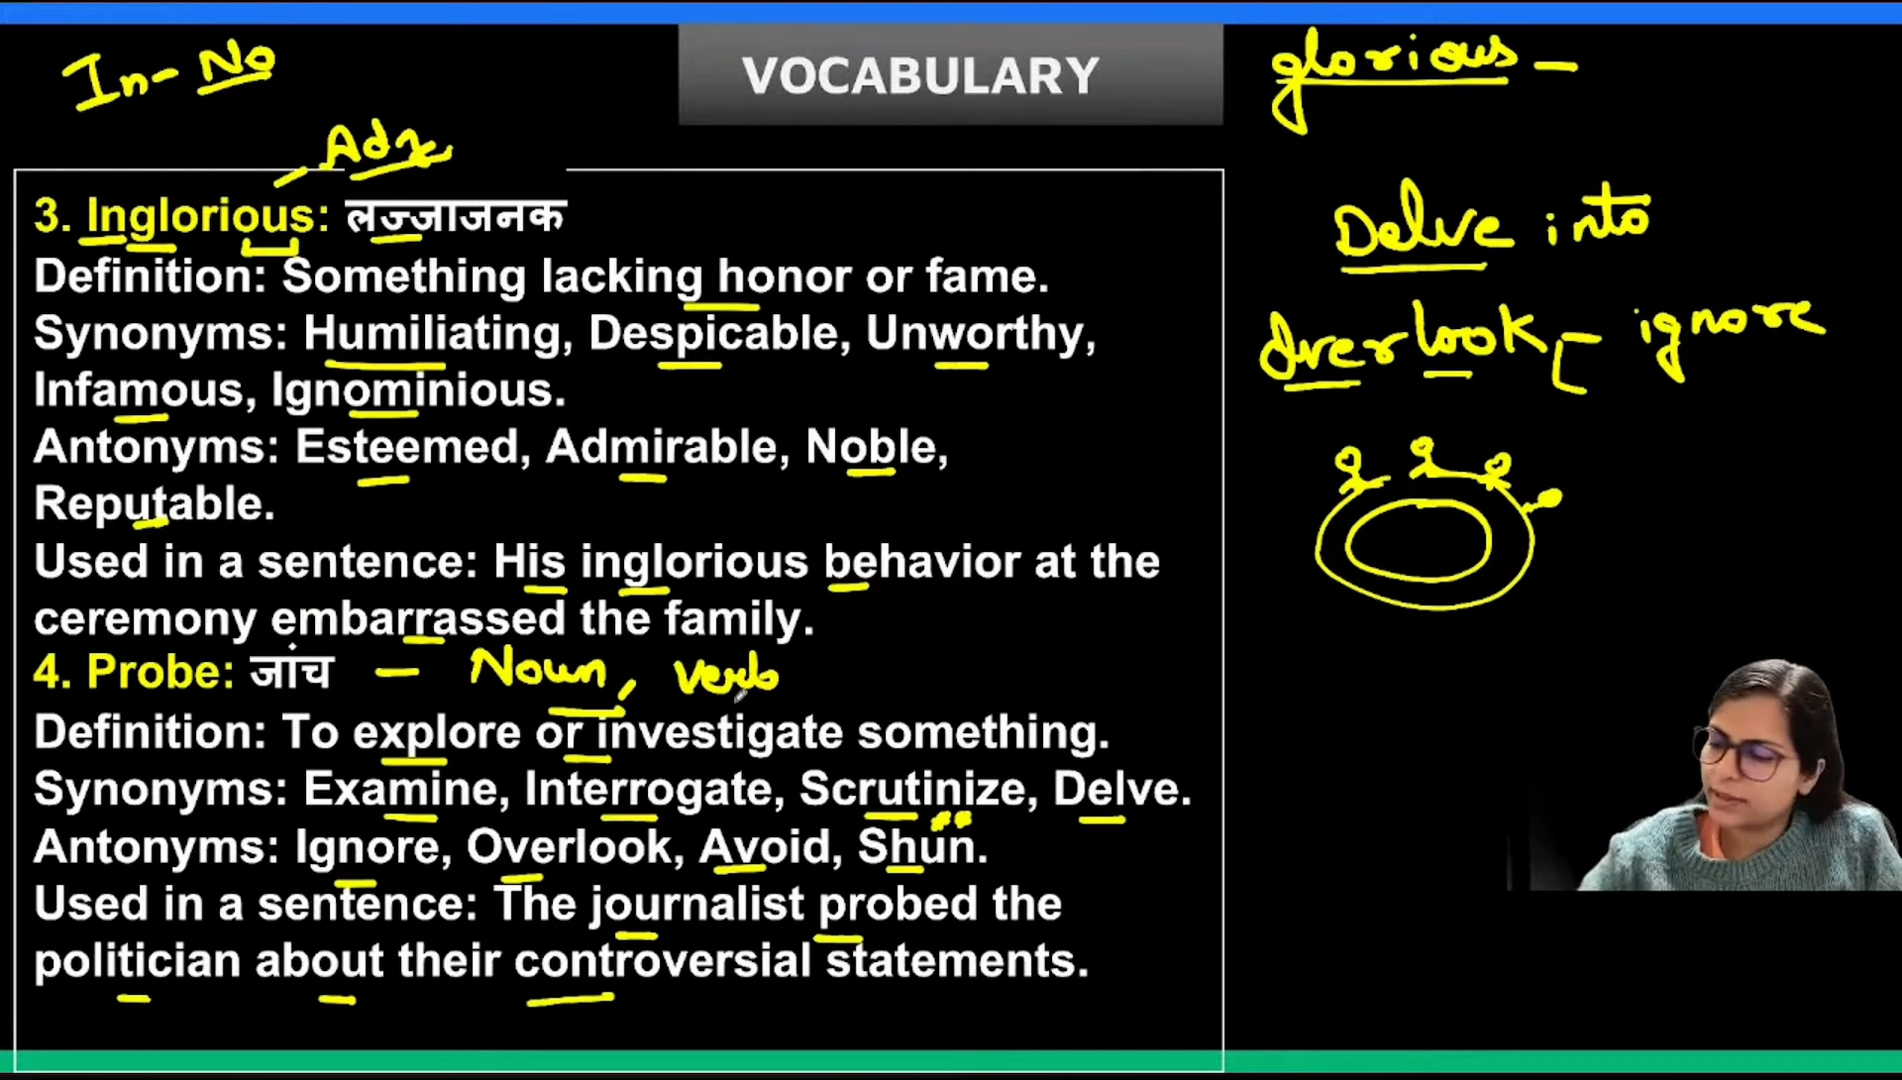 In - No
VOCABULARY
glorious -
Adj
3. Inglorious: लज्जाजनक
Definition: Something lacking honor or fame.
Synonyms: Humiliating, Despicable, Unworthy,
Infamous, Ignominious.
Antonyms: Esteemed, Admirable, Noble,
Reputable.
Used in a sentence: His inglorious behavior at the
ceremony embarrassed the family.
4. Probe: जांच - Noun, verb
Definition: To explore or investigate something.
Synonyms: Examine, Interrogate, Scrutinize, Delve.
Antonyms: Ignore, Overlook, Avoid, Shun.
Used in a sentence: The journalist probed the
politician about their controversial statements.
Delve into
Overlook - ignore